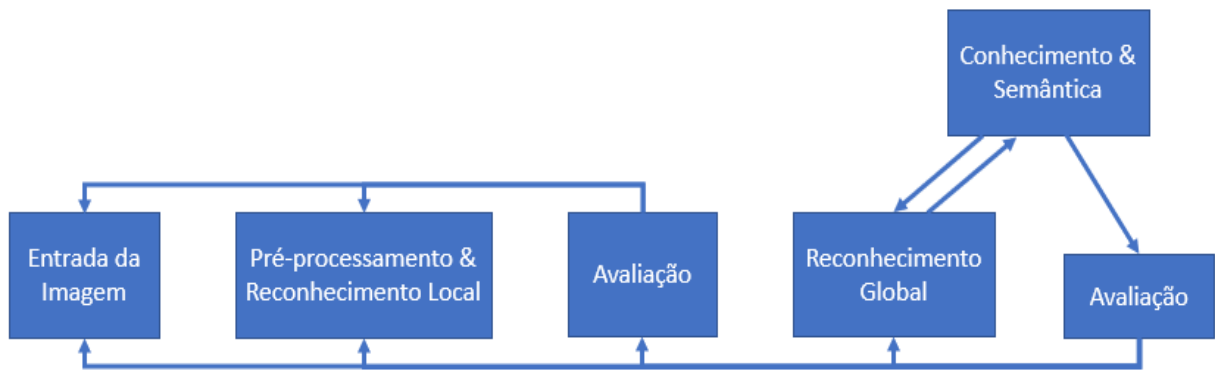 Conhecimento &
Semântica
Entrada da
Imagem
Pré-processamento &
Reconhecimento Local
Avaliação
Reconhecimento
Global
Avaliação